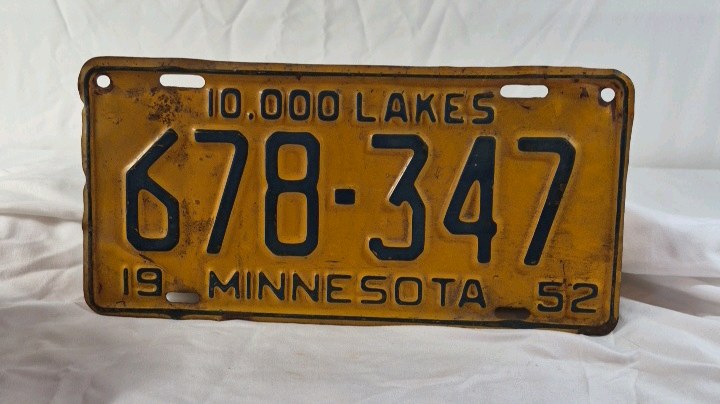 10.000 LAKES
678-347
19 MINNESOTA 52